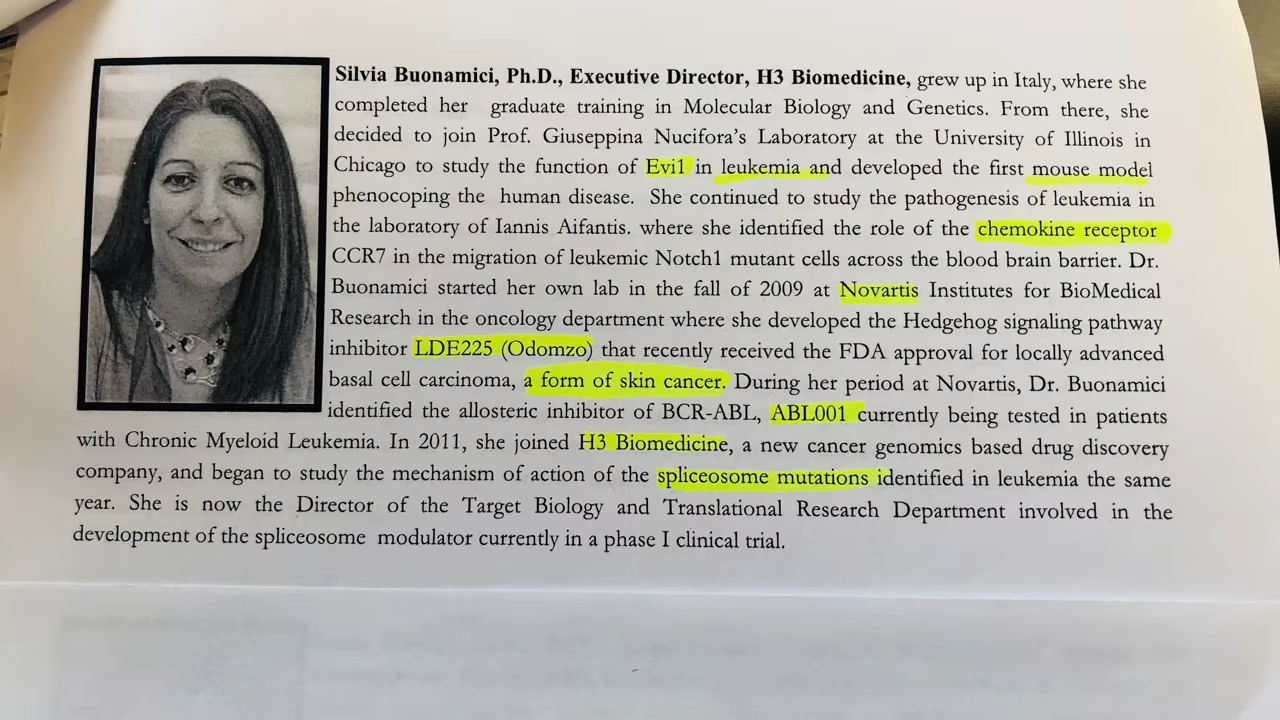 Silvia Buonamici, Ph.D., Executive Director, H3 Biomedicine, grew up in Italy, where she
completed her graduate training in Molecular Biology and Genetics. From there, she
decided to join Prof. Giuseppina Nucifora's Laboratory at the University of Illinois in
Chicago to study the function of Evi1 in leukemia and developed the first mouse model
phenocoping the human disease. She continued to study the pathogenesis of leukemia in
the laboratory of Iannis Aifantis. where she identified the role of the chemokine receptor
CCR7 in the migration of leukemic Notch1 mutant cells across the blood brain barrier. Dr.
Buonamici started her own lab in the fall of 2009 at Novartis Institutes for BioMedical
Research in the oncology department where she developed the Hedgehog signaling pathway
inhibitor LDE225 (Odomzo) that recently received the FDA approval for locally advanced
basal cell carcinoma, a form of skin cancer. During her period at Novartis, Dr. Buonamici
identified the allosteric inhibitor of BCR-ABL, ABL001 currently being tested in patients
with Chronic Myeloid Leukemia. In 2011, she joined H3 Biomedicine, a new cancer genomics based drug discovery
company, and began to study the mechanism of action of the spliceosome mutations identified in leukemia the same
year. She is now the Director of the Target Biology and Translational Research Department involved in the
development of the spliceosome modulator currently in a phase I clinical trial.